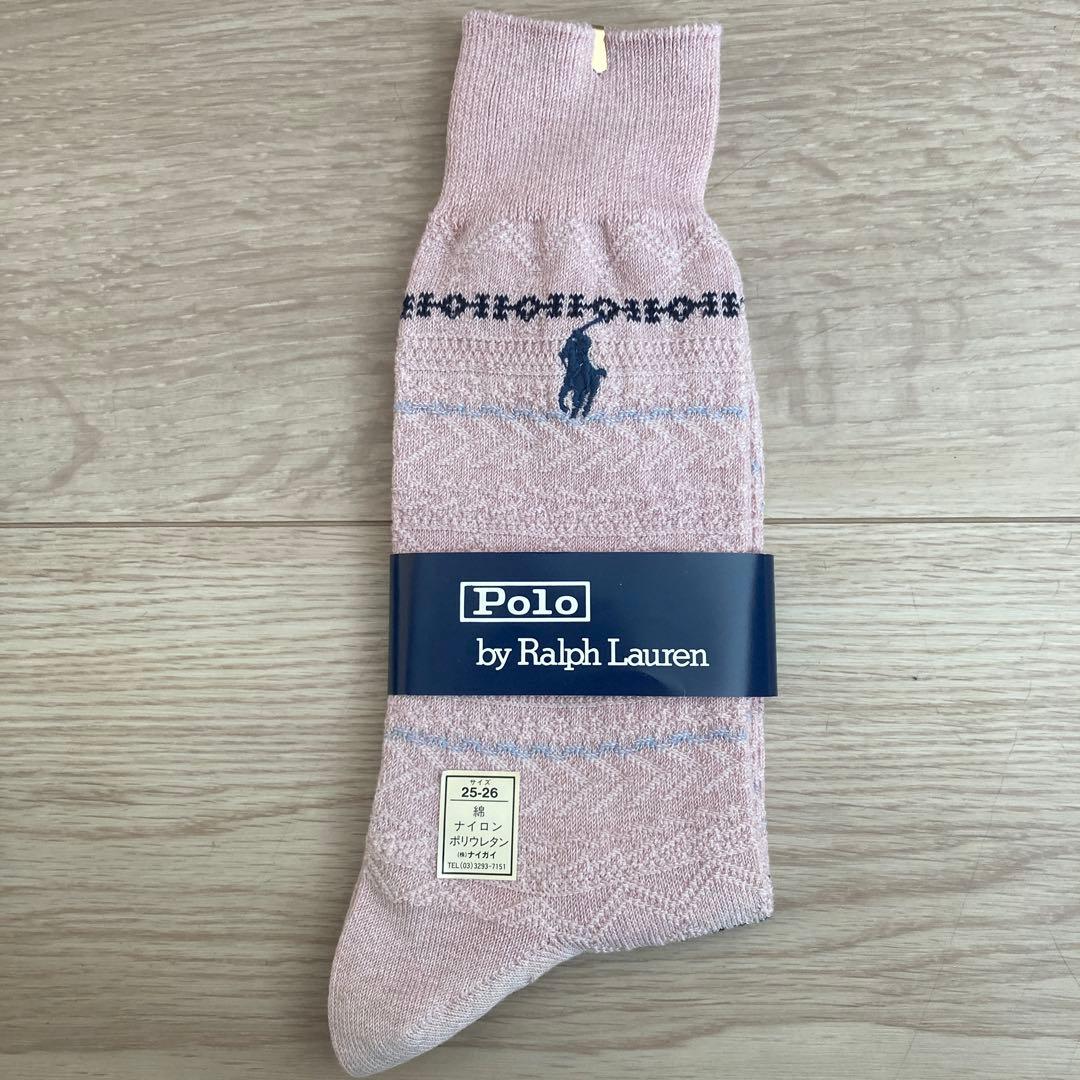 Polo
by Ralph Lauren
サイズ
25-26
綿
ナイロン
ポリウレタン
(株)ナイガイ
TEL(03)3293-7151